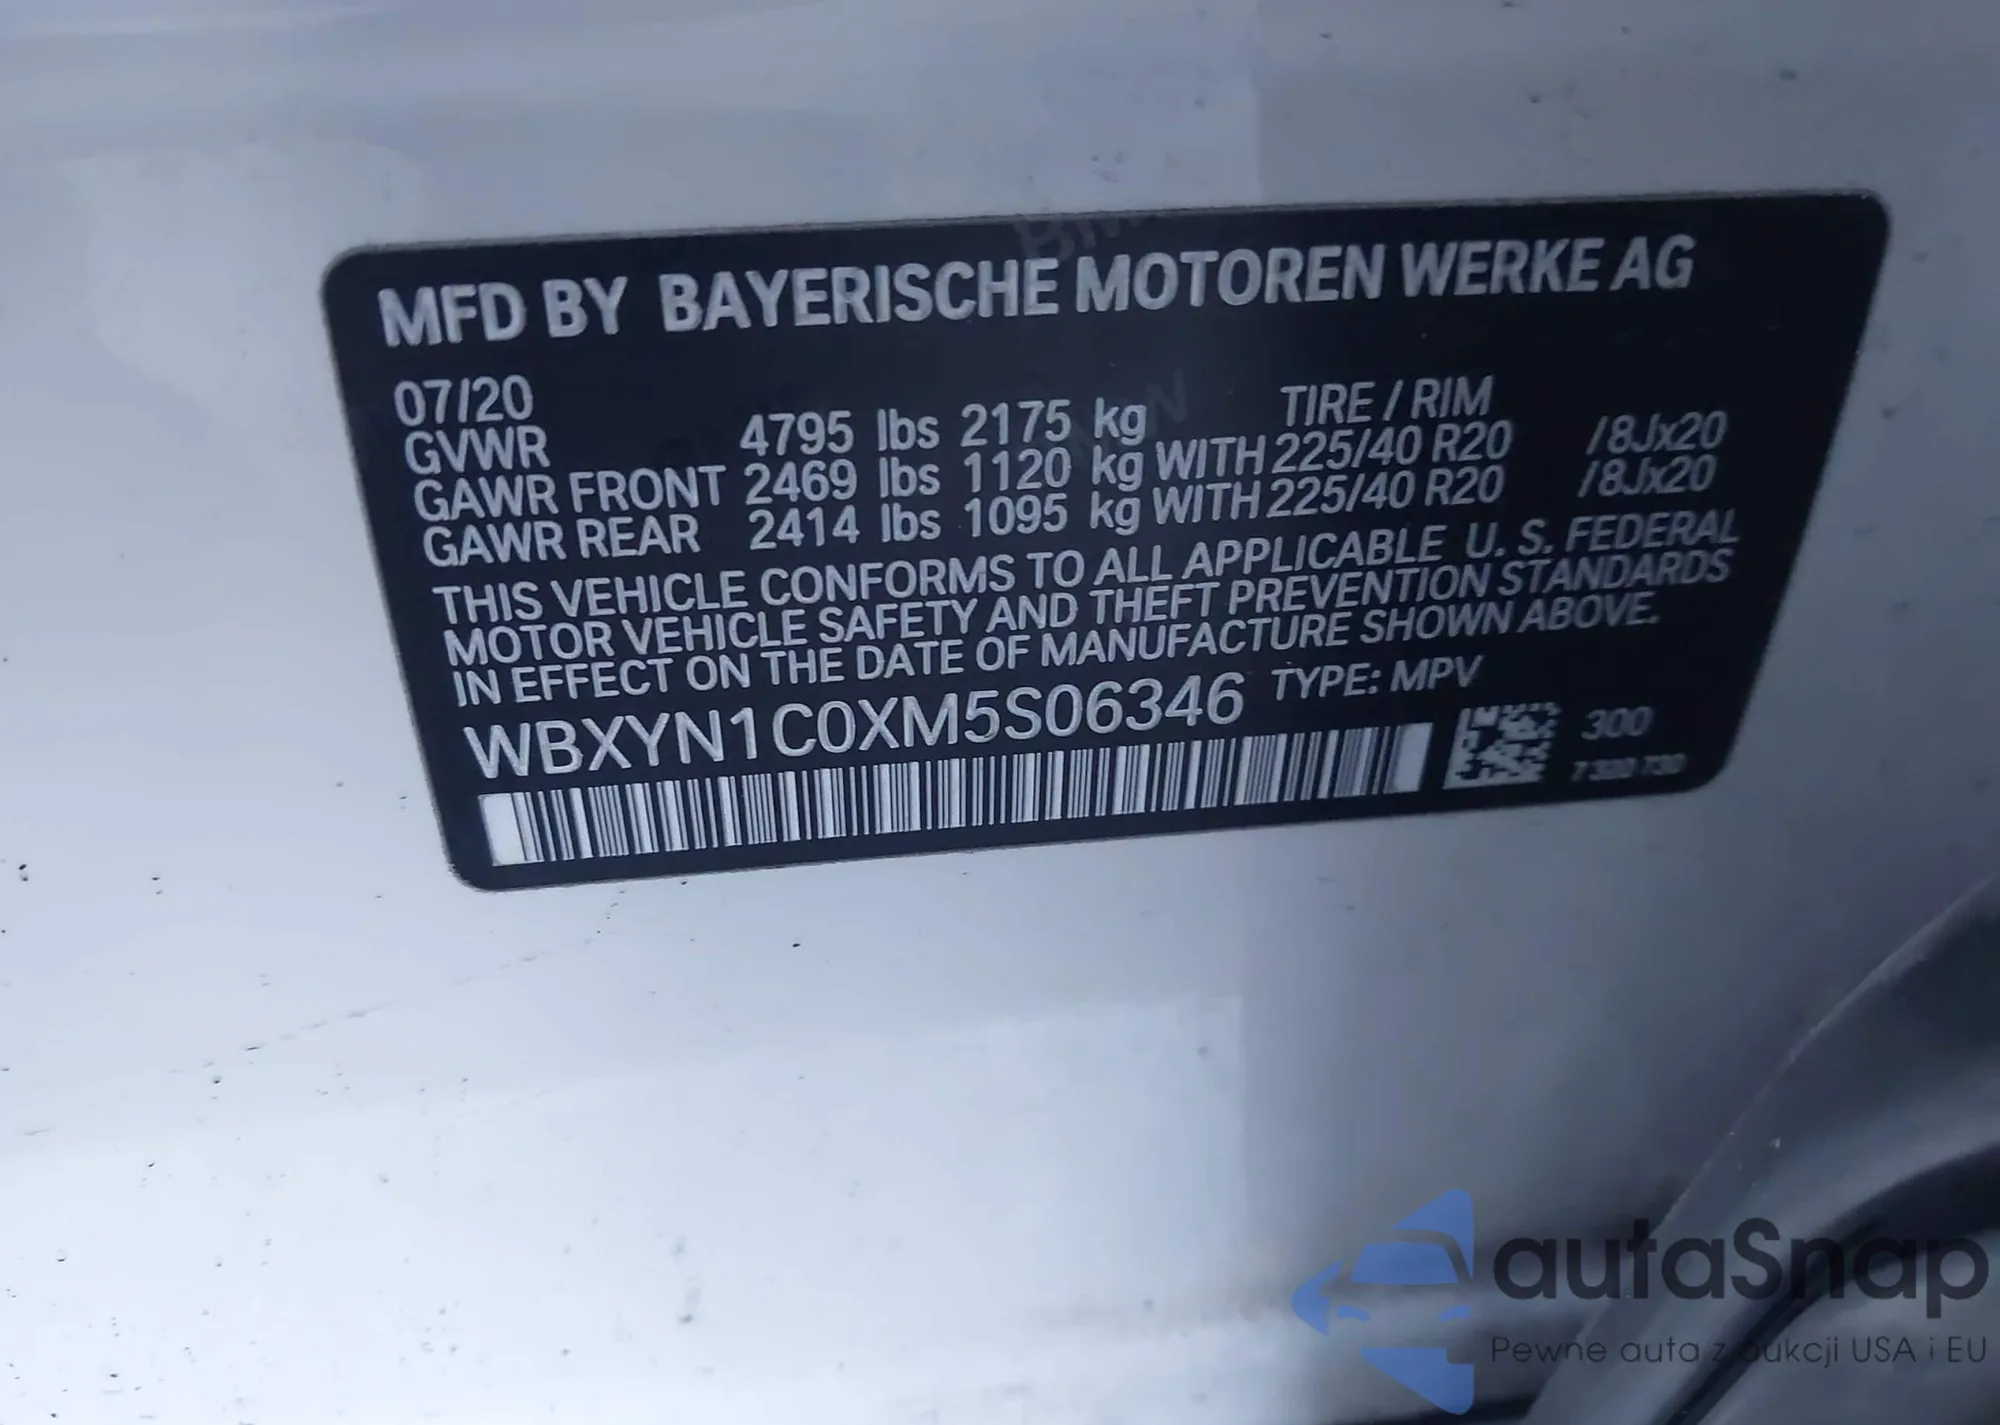 MFD BY BAYERISCHE MOTOREN WERKE AG
07/20 TIRE / RIM
GVWR 4795 lbs 2175 kg
GAWR FRONT 2469 lbs 1120 kg WITH 225/40 R20 /8Jx20
GAWR REAR 2414 lbs 1095 kg WITH 225/40 R20 /8Jx20
THIS VEHICLE CONFORMS TO ALL APPLICABLE U. S. FEDERAL
MOTOR VEHICLE SAFETY AND THEFT PREVENTION STANDARDS
IN EFFECT ON THE DATE OF MANUFACTURE SHOWN ABOVE.
WBXYN1C0XM5S06346 TYPE: MPV
300
autaSnap
Pewne auta z aukcji USA i EU